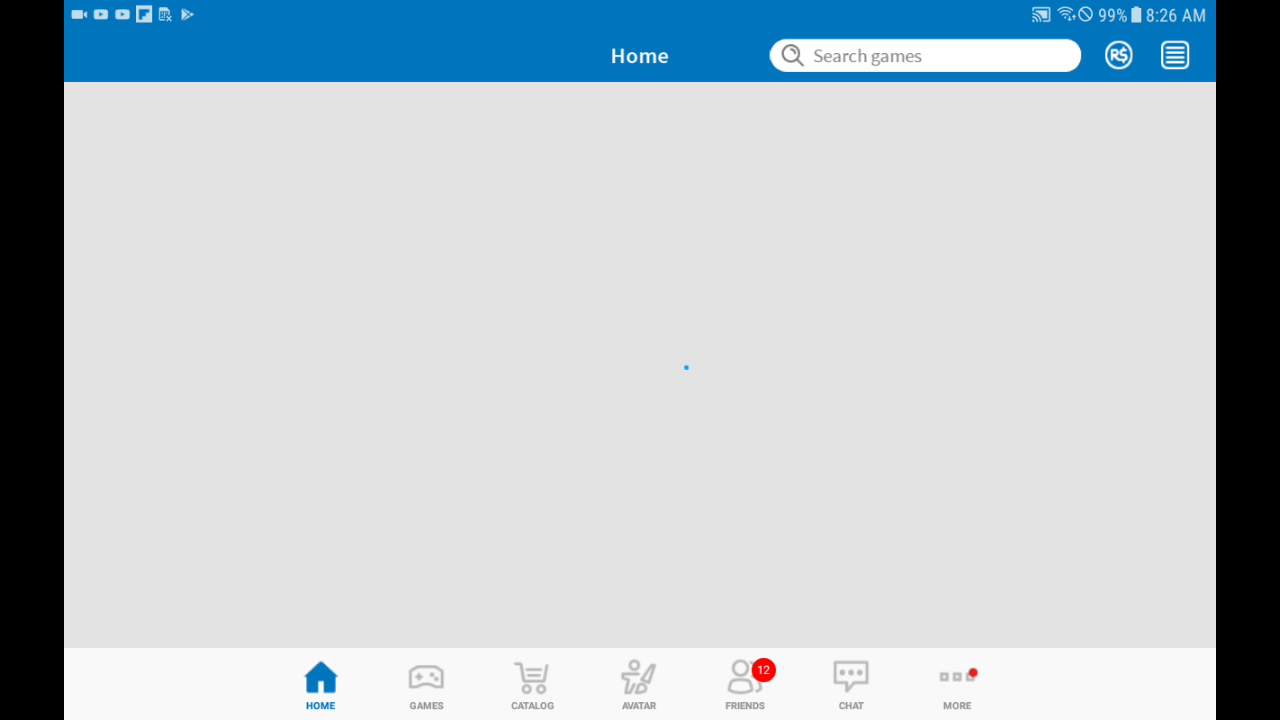 99% 8:26 AM
Home
Search games
R$
12
HOME GAMES CATALOG AVATAR FRIENDS CHAT MORE